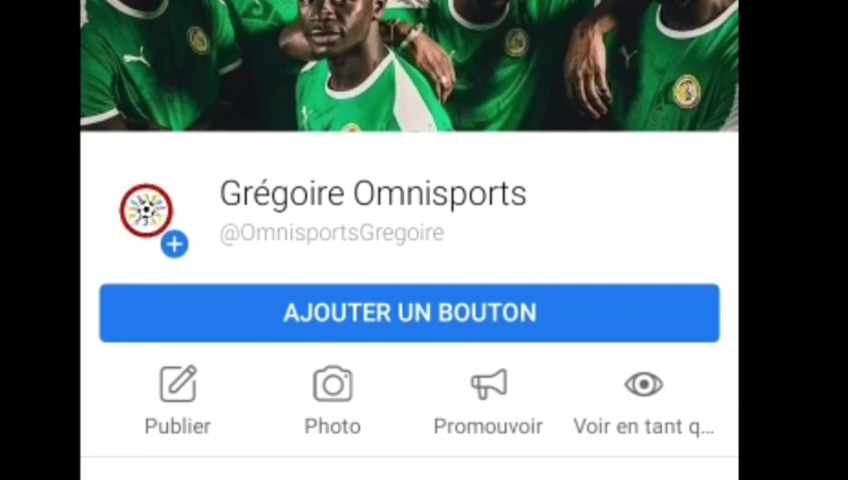 Grégoire Omnisports
@OmnisportsGregoire
AJOUTER UN BOUTON
Publier
Photo
Promouvoir
Voir en tant q...